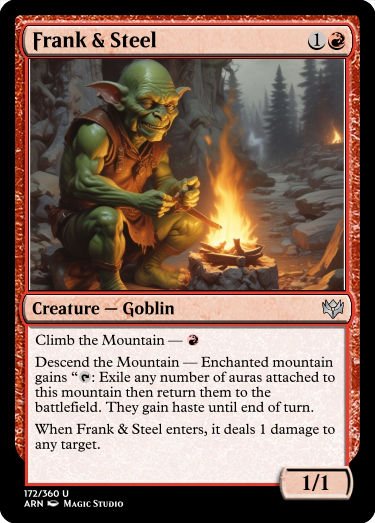 Frank & Steel 1
Creature — Goblin
Climb the Mountain —
Descend the Mountain — Enchanted mountain
gains “: Exile any number of auras attached to
this mountain then return them to the
battlefield. They gain haste until end of turn.
When Frank & Steel enters, it deals 1 damage to
any target.
1/1
172/360 U
ARN Magic Studio